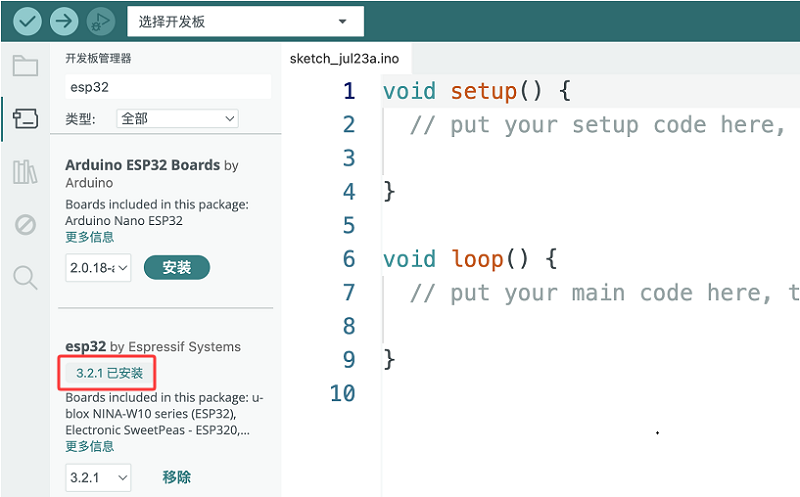 选择开发板
开发板管理器
esp32
类型: 全部
Arduino ESP32 Boards by
Arduino
Boards included in this package:
Arduino Nano ESP32
更多信息
2.0.18-a 安装
esp32 by Espressif Systems
3.2.1 已安装
Boards included in this package: u-
blox NINA-W10 series (ESP32),
Electronic SweetPeas - ESP320,...
更多信息
3.2.1 移除
sketch_jul23a.ino
1 void setup() {
2 // put your setup code here,
3
4 }
5
6 void loop() {
7 // put your main code here, t
8
9 }
10